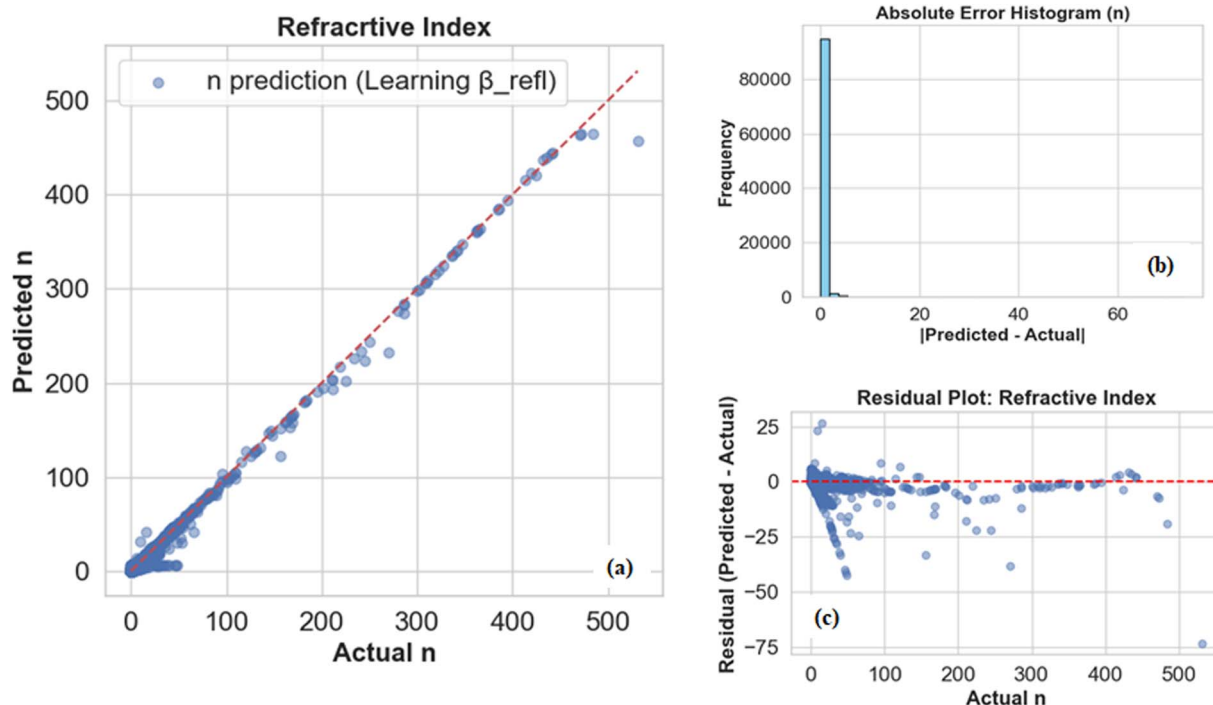 Refracrtive Index
n prediction (Learning β_refl)
500
400
300
200
100
0
Predicted n
0 100 200 300 400 500
Actual n
(a)
Absolute Error Histogram (n)
80000
60000
40000
20000
0
Frequency
0 20 40 60
|Predicted - Actual|
(b)
Residual Plot: Refractive Index
25
0
−25
−50
−75
Residual (Predicted - Actual)
0 100 200 300 400 500
Actual n
(c)